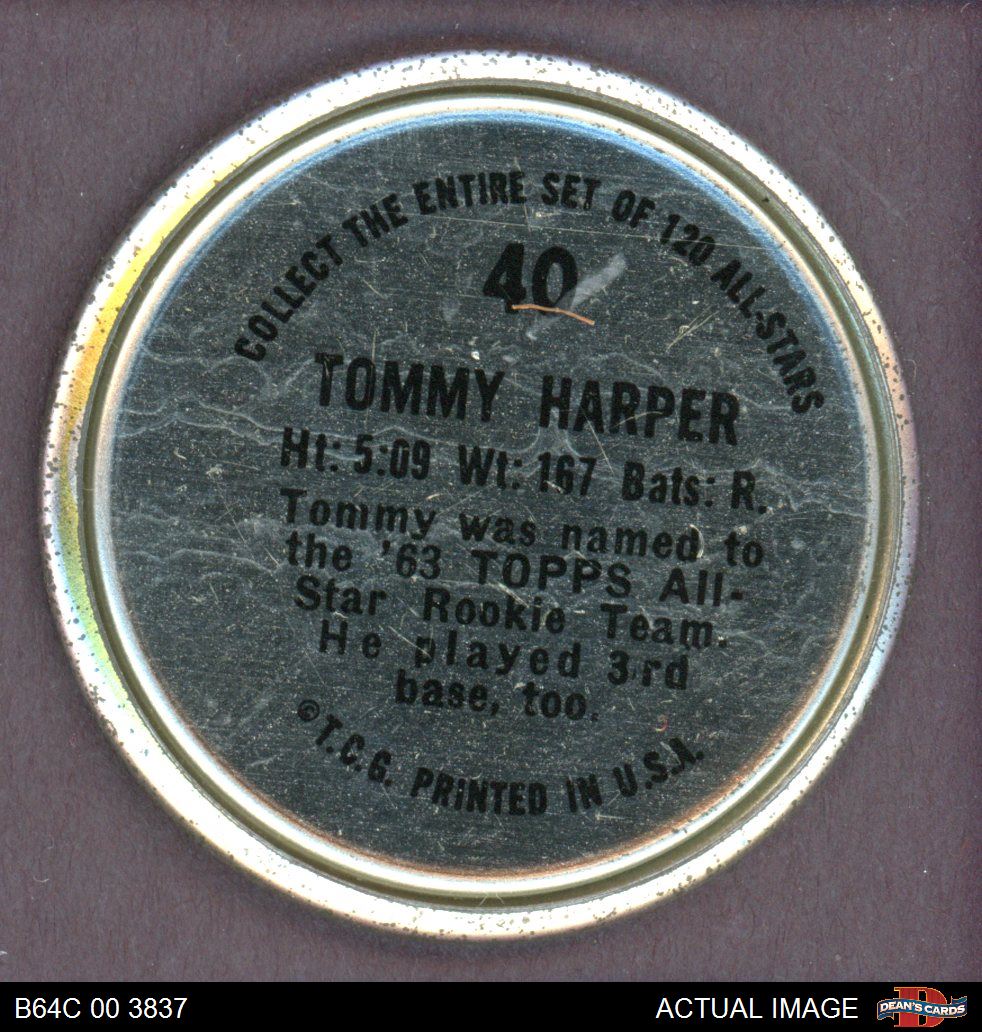 COLLECT THE ENTIRE SET OF 120 ALL-STARS
40
TOMMY HARPER
Ht: 5:09 Wt: 167 Bats: R.
Tommy was named to
the '63 TOPPS All-
Star Rookie Team.
He played 3rd
base, too.
©T.C.G. PRINTED IN U.S.A.
B64C 00 3837
ACTUAL IMAGE
DEAN'S CARDS